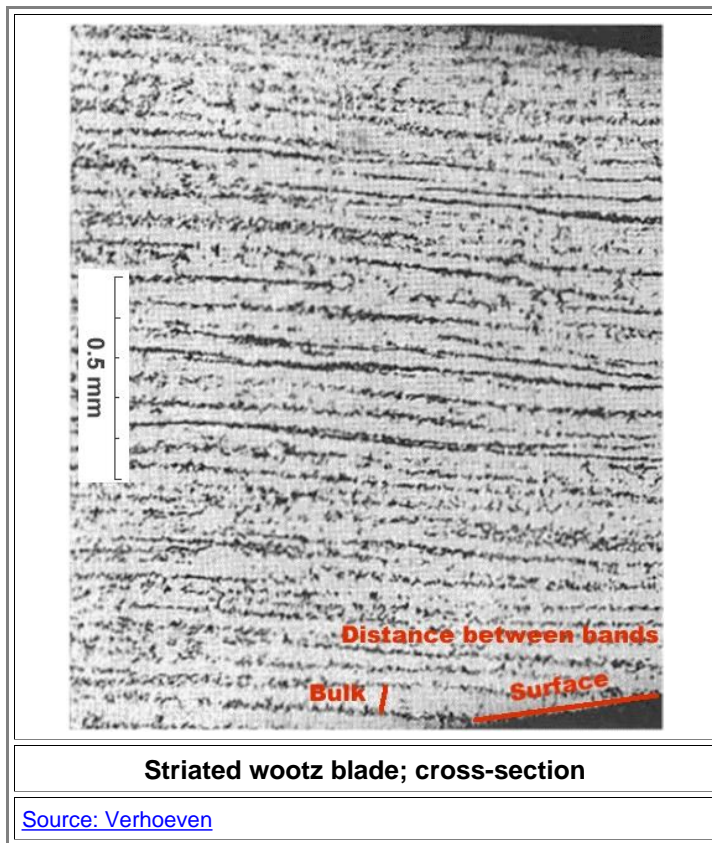 0.5 mm
Distance between bands
Bulk
Surface
Striated wootz blade; cross-section
Source: Verhoeven